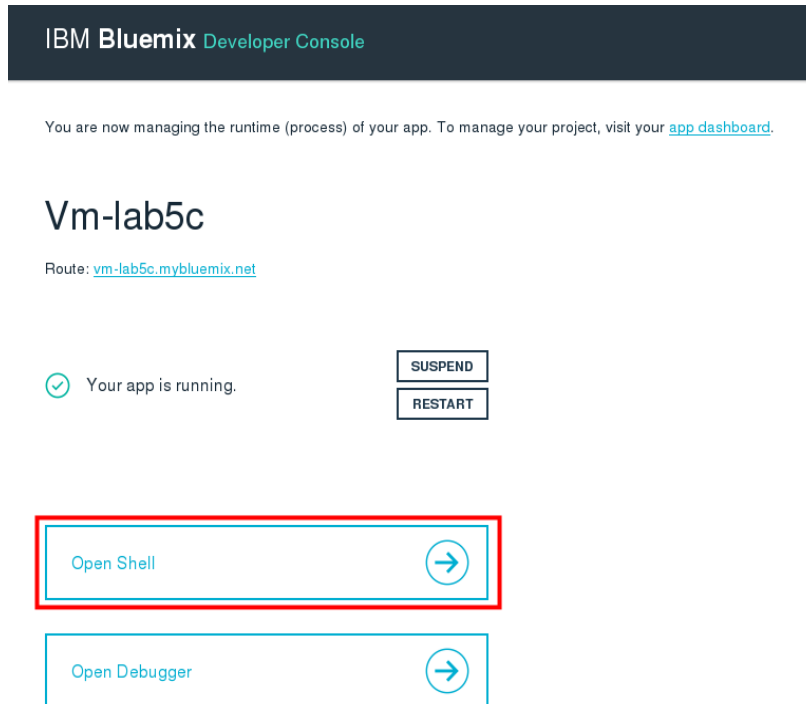 IBM Bluemix Developer Console
You are now managing the runtime (process) of your app. To manage your project, visit your app dashboard.
Vm-lab5c
Route: vm-lab5c.mybluemix.net
Your app is running.
SUSPEND
RESTART
Open Shell
Open Debugger